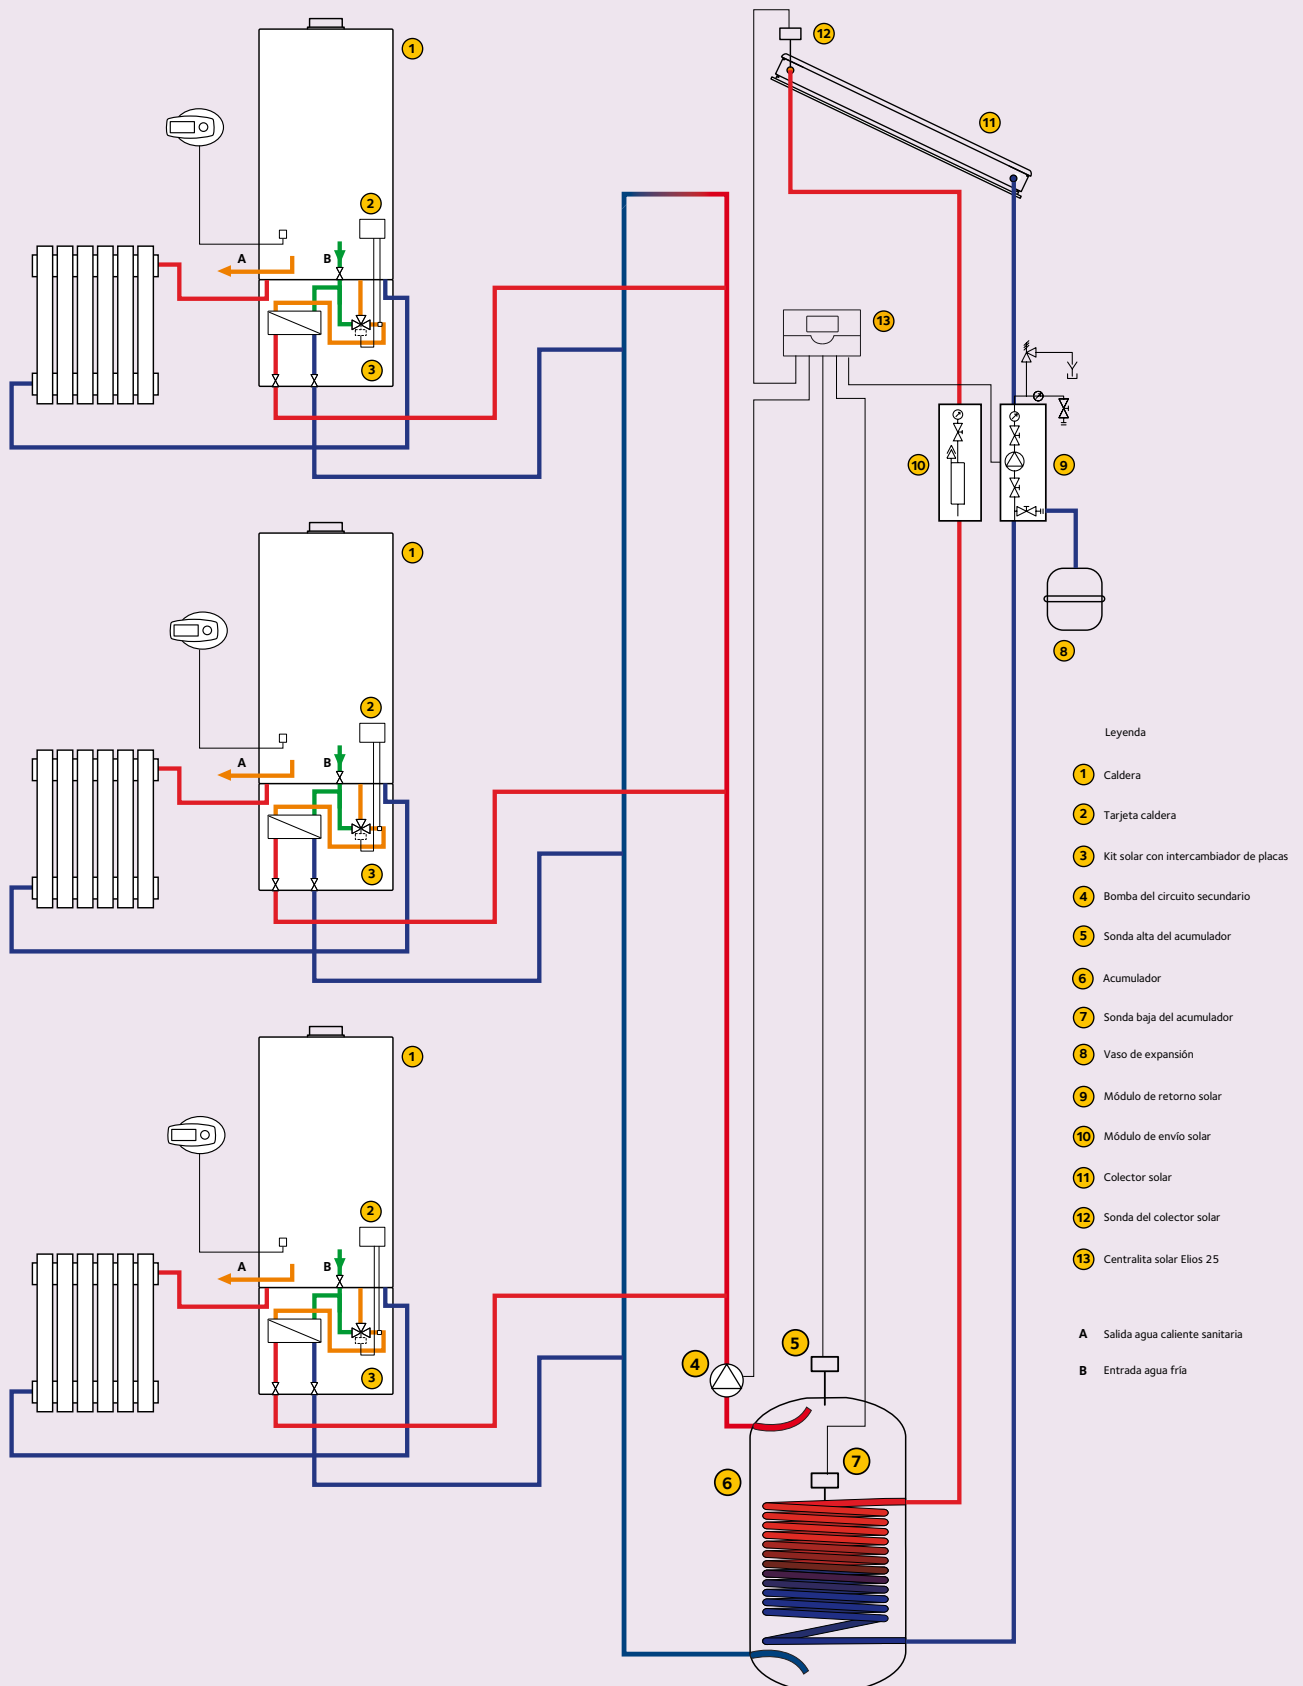 12
1
11
2
A
B
13
3
10
9
1
8
2
A
B
3
Leyenda
1 Caldera
2 Tarjeta caldera
3 Kit solar con intercambiador de placas
4 Bomba del circuito secundario
5 Sonda alta del acumulador
6 Acumulador
7 Sonda baja del acumulador
8 Vaso de expansión
9 Módulo de retorno solar
10 Módulo de envío solar
11 Colector solar
12 Sonda del colector solar
13 Centralita solar Elios 25
A Salida agua caliente sanitaria
B Entrada agua fría
1
2
A
B
3
5
4
7
6